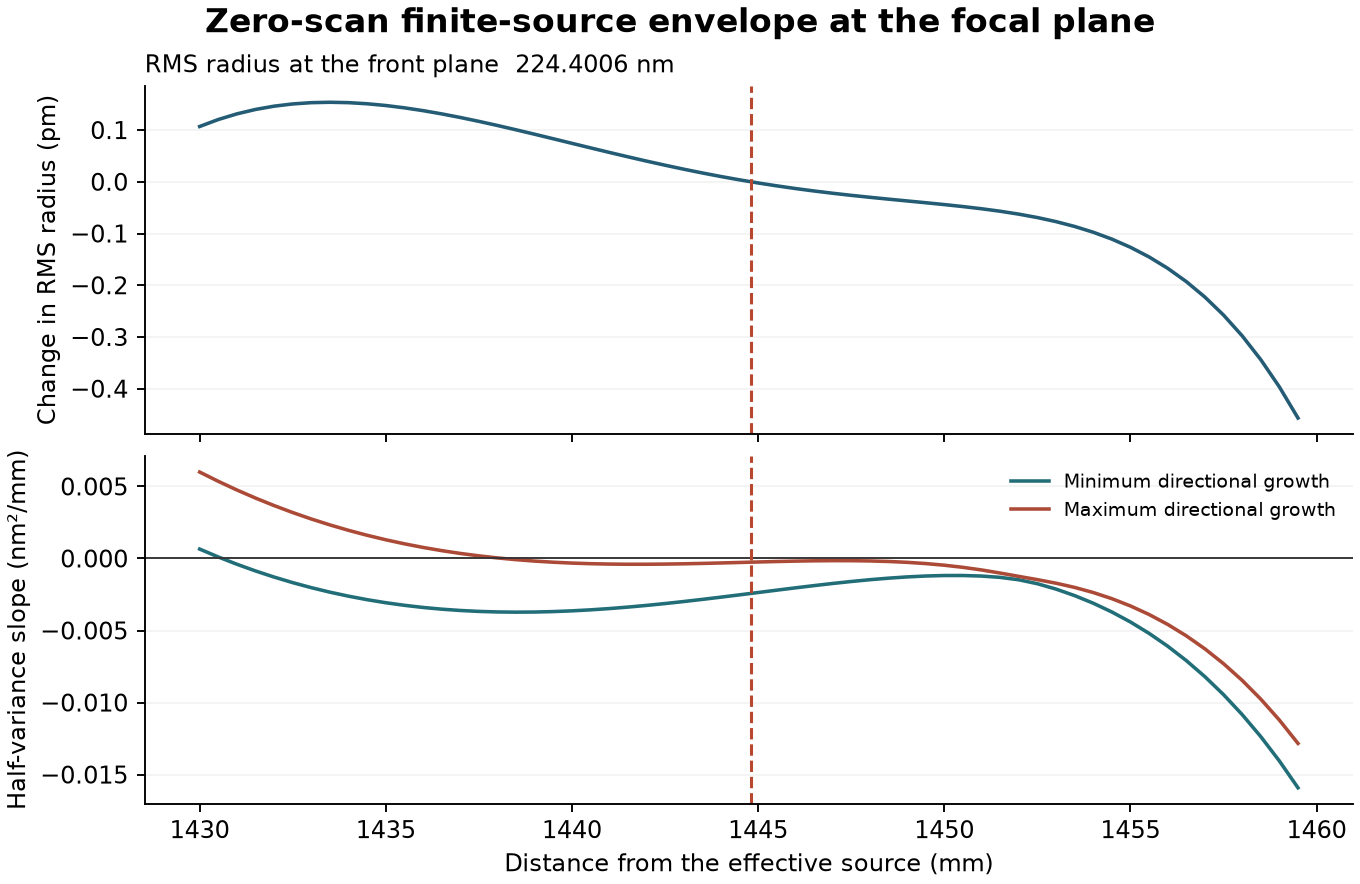 Zero-scan finite-source envelope at the focal plane
RMS radius at the front plane  224.4006 nm
Change in RMS radius (pm)
0.1
0.0
−0.1
−0.2
−0.3
−0.4
Half-variance slope (nm²/mm)
0.005
0.000
−0.005
−0.010
−0.015
Minimum directional growth
Maximum directional growth
1430 1435 1440 1445 1450 1455 1460
Distance from the effective source (mm)